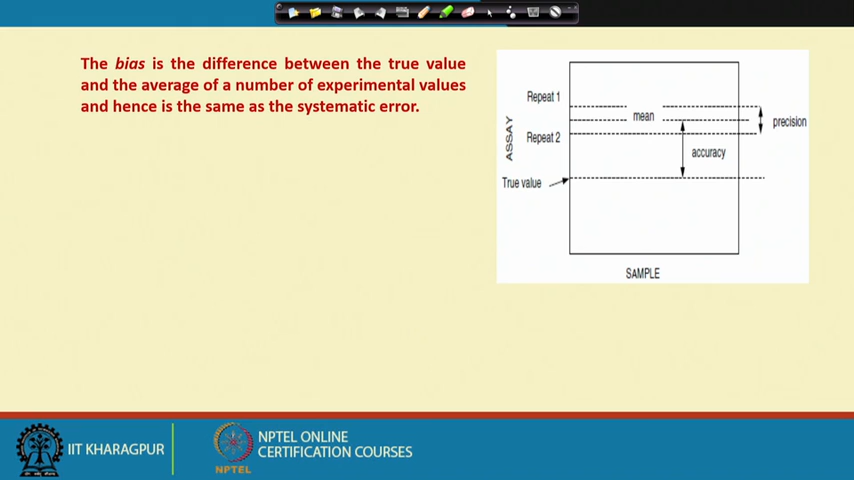 The bias is the difference between the true value
and the average of a number of experimental values
and hence is the same as the systematic error.
Repeat 1
mean
precision
ASSAY
Repeat 2
accuracy
True value
SAMPLE
IIT KHARAGPUR
NPTEL
NPTEL ONLINE
CERTIFICATION COURSES